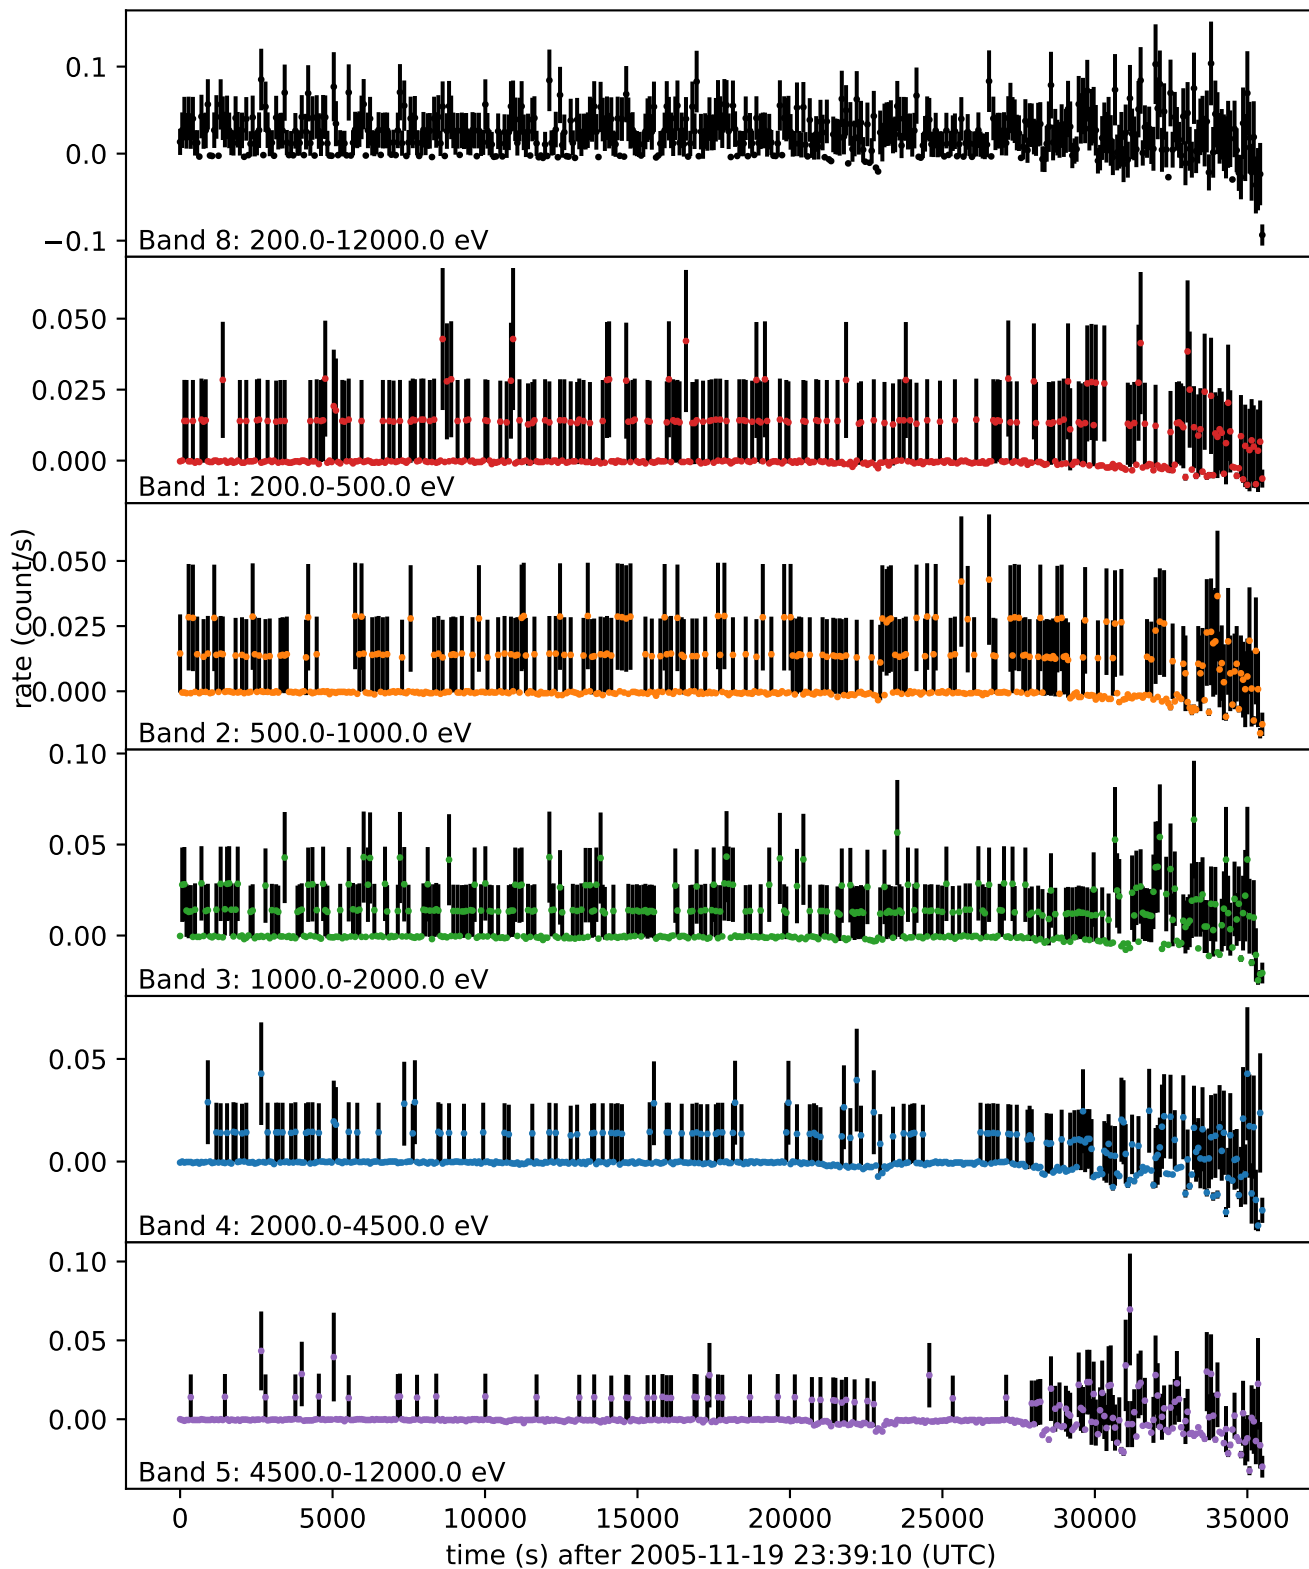 0.1
0.0
−0.1
Band 8: 200.0-12000.0 eV
0.050
0.025
0.000
Band 1: 200.0-500.0 eV
rate (count/s)
0.050
0.025
0.000
Band 2: 500.0-1000.0 eV
0.10
0.05
0.00
Band 3: 1000.0-2000.0 eV
0.05
0.00
Band 4: 2000.0-4500.0 eV
0.10
0.05
0.00
Band 5: 4500.0-12000.0 eV
0 5000 10000 15000 20000 25000 30000 35000
time (s) after 2005-11-19 23:39:10 (UTC)